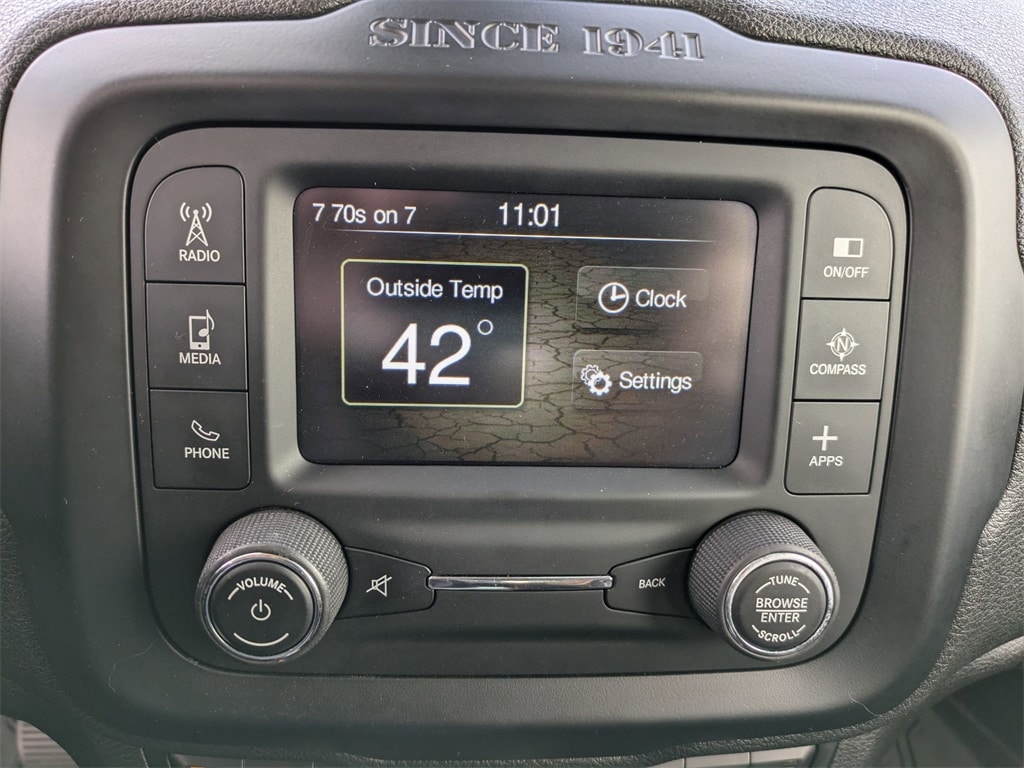 SINCE 1941
7 70s on 7 11:01
Outside Temp
42°
Clock
Settings
RADIO
MEDIA
PHONE
ON/OFF
N
COMPASS
APPS
VOLUME
BACK
TUNE
BROWSE
ENTER
SCROLL